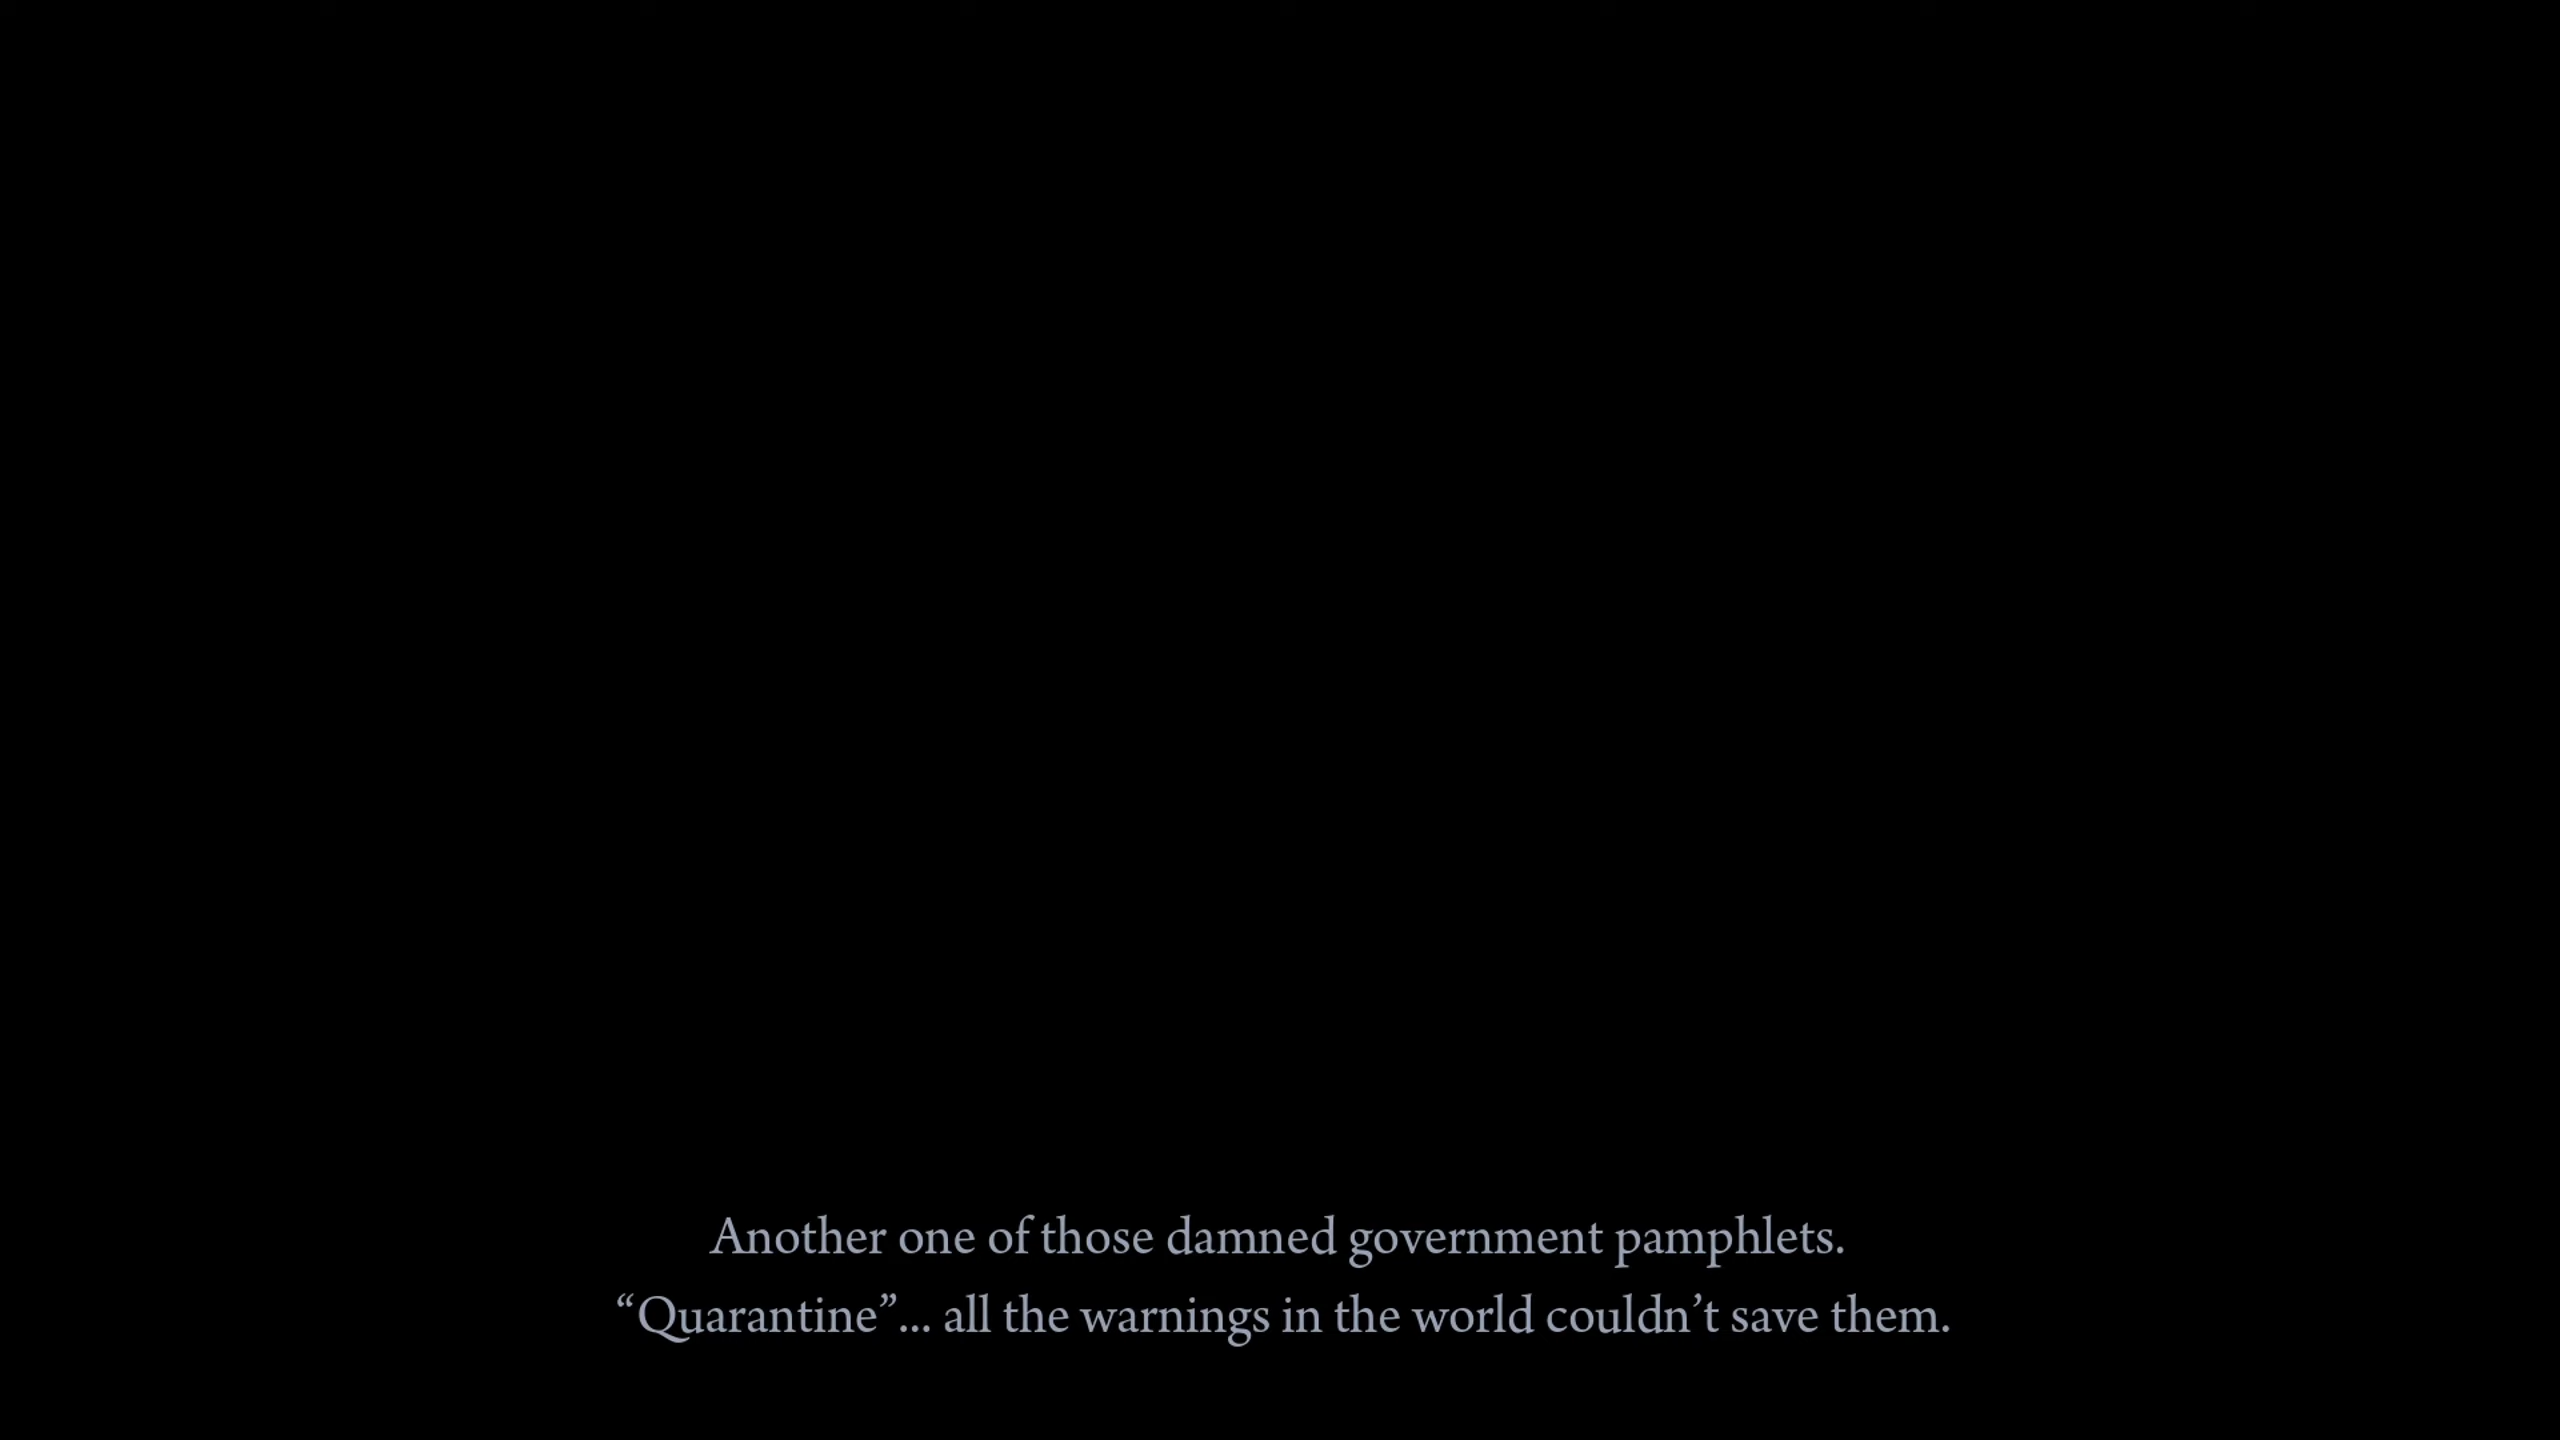 Another one of those damned government pamphlets.
“Quarantine”... all the warnings in the world couldn’t save them.